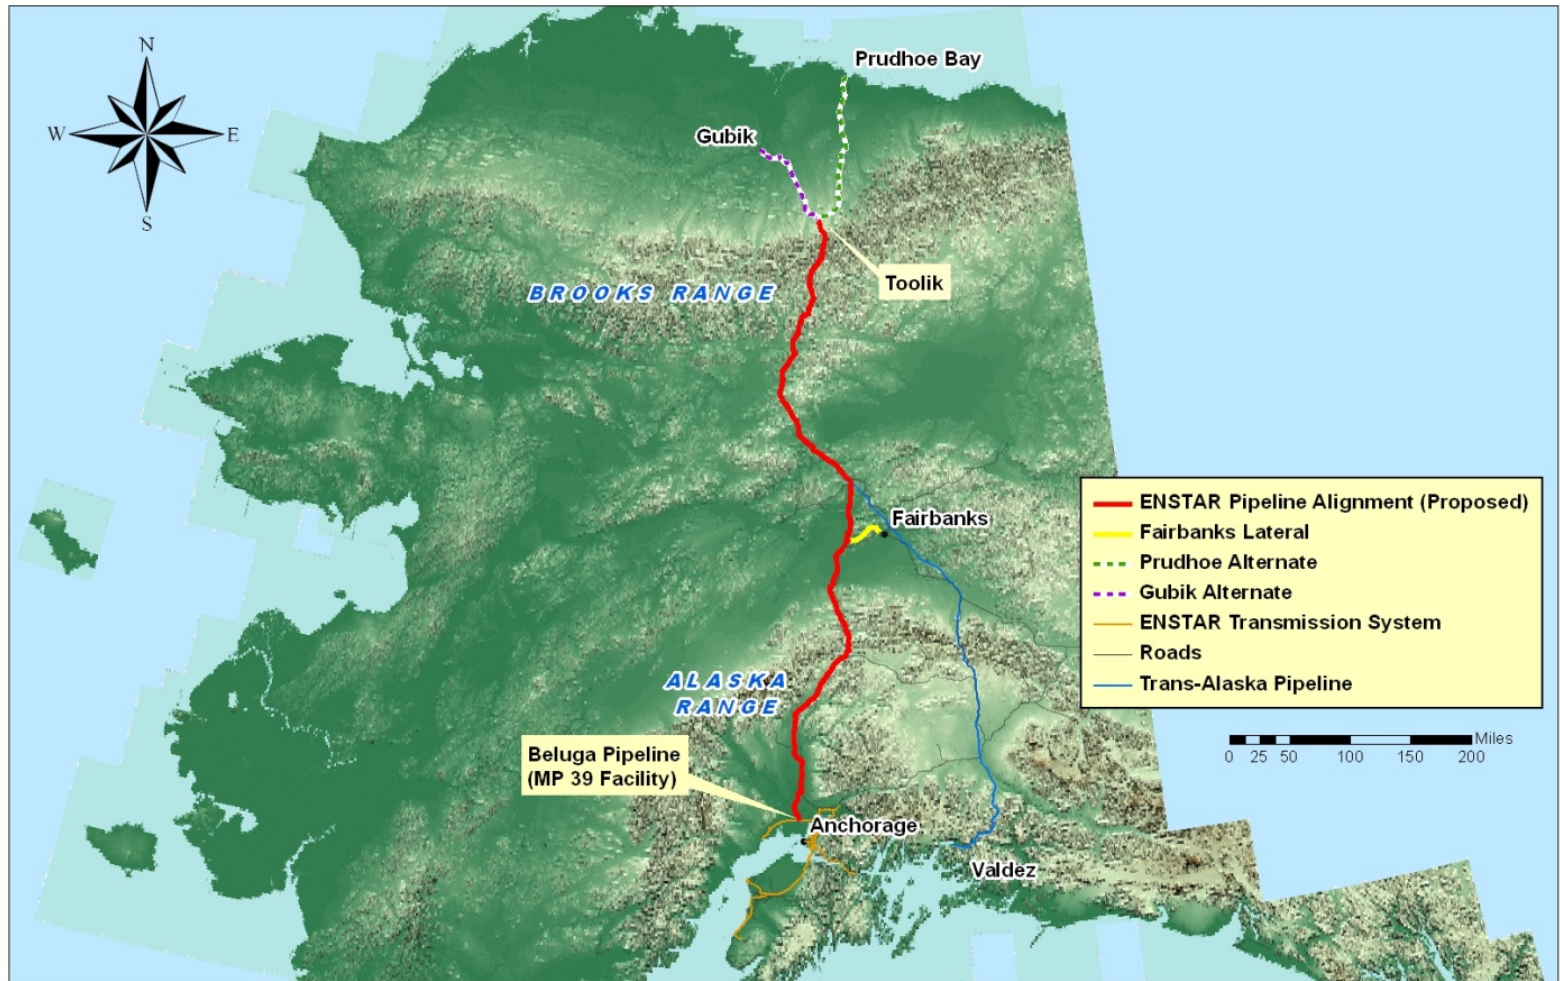 N
W
E
S
Prudhoe Bay
Gubik
Toolik
BROOKS RANGE
Fairbanks
ALASKA
RANGE
Beluga Pipeline
(MP 39 Facility)
Anchorage
Valdez
ENSTAR Pipeline Alignment (Proposed)
Fairbanks Lateral
Prudhoe Alternate
Gubik Alternate
ENSTAR Transmission System
Roads
Trans-Alaska Pipeline
Miles
0 25 50 100 150 200